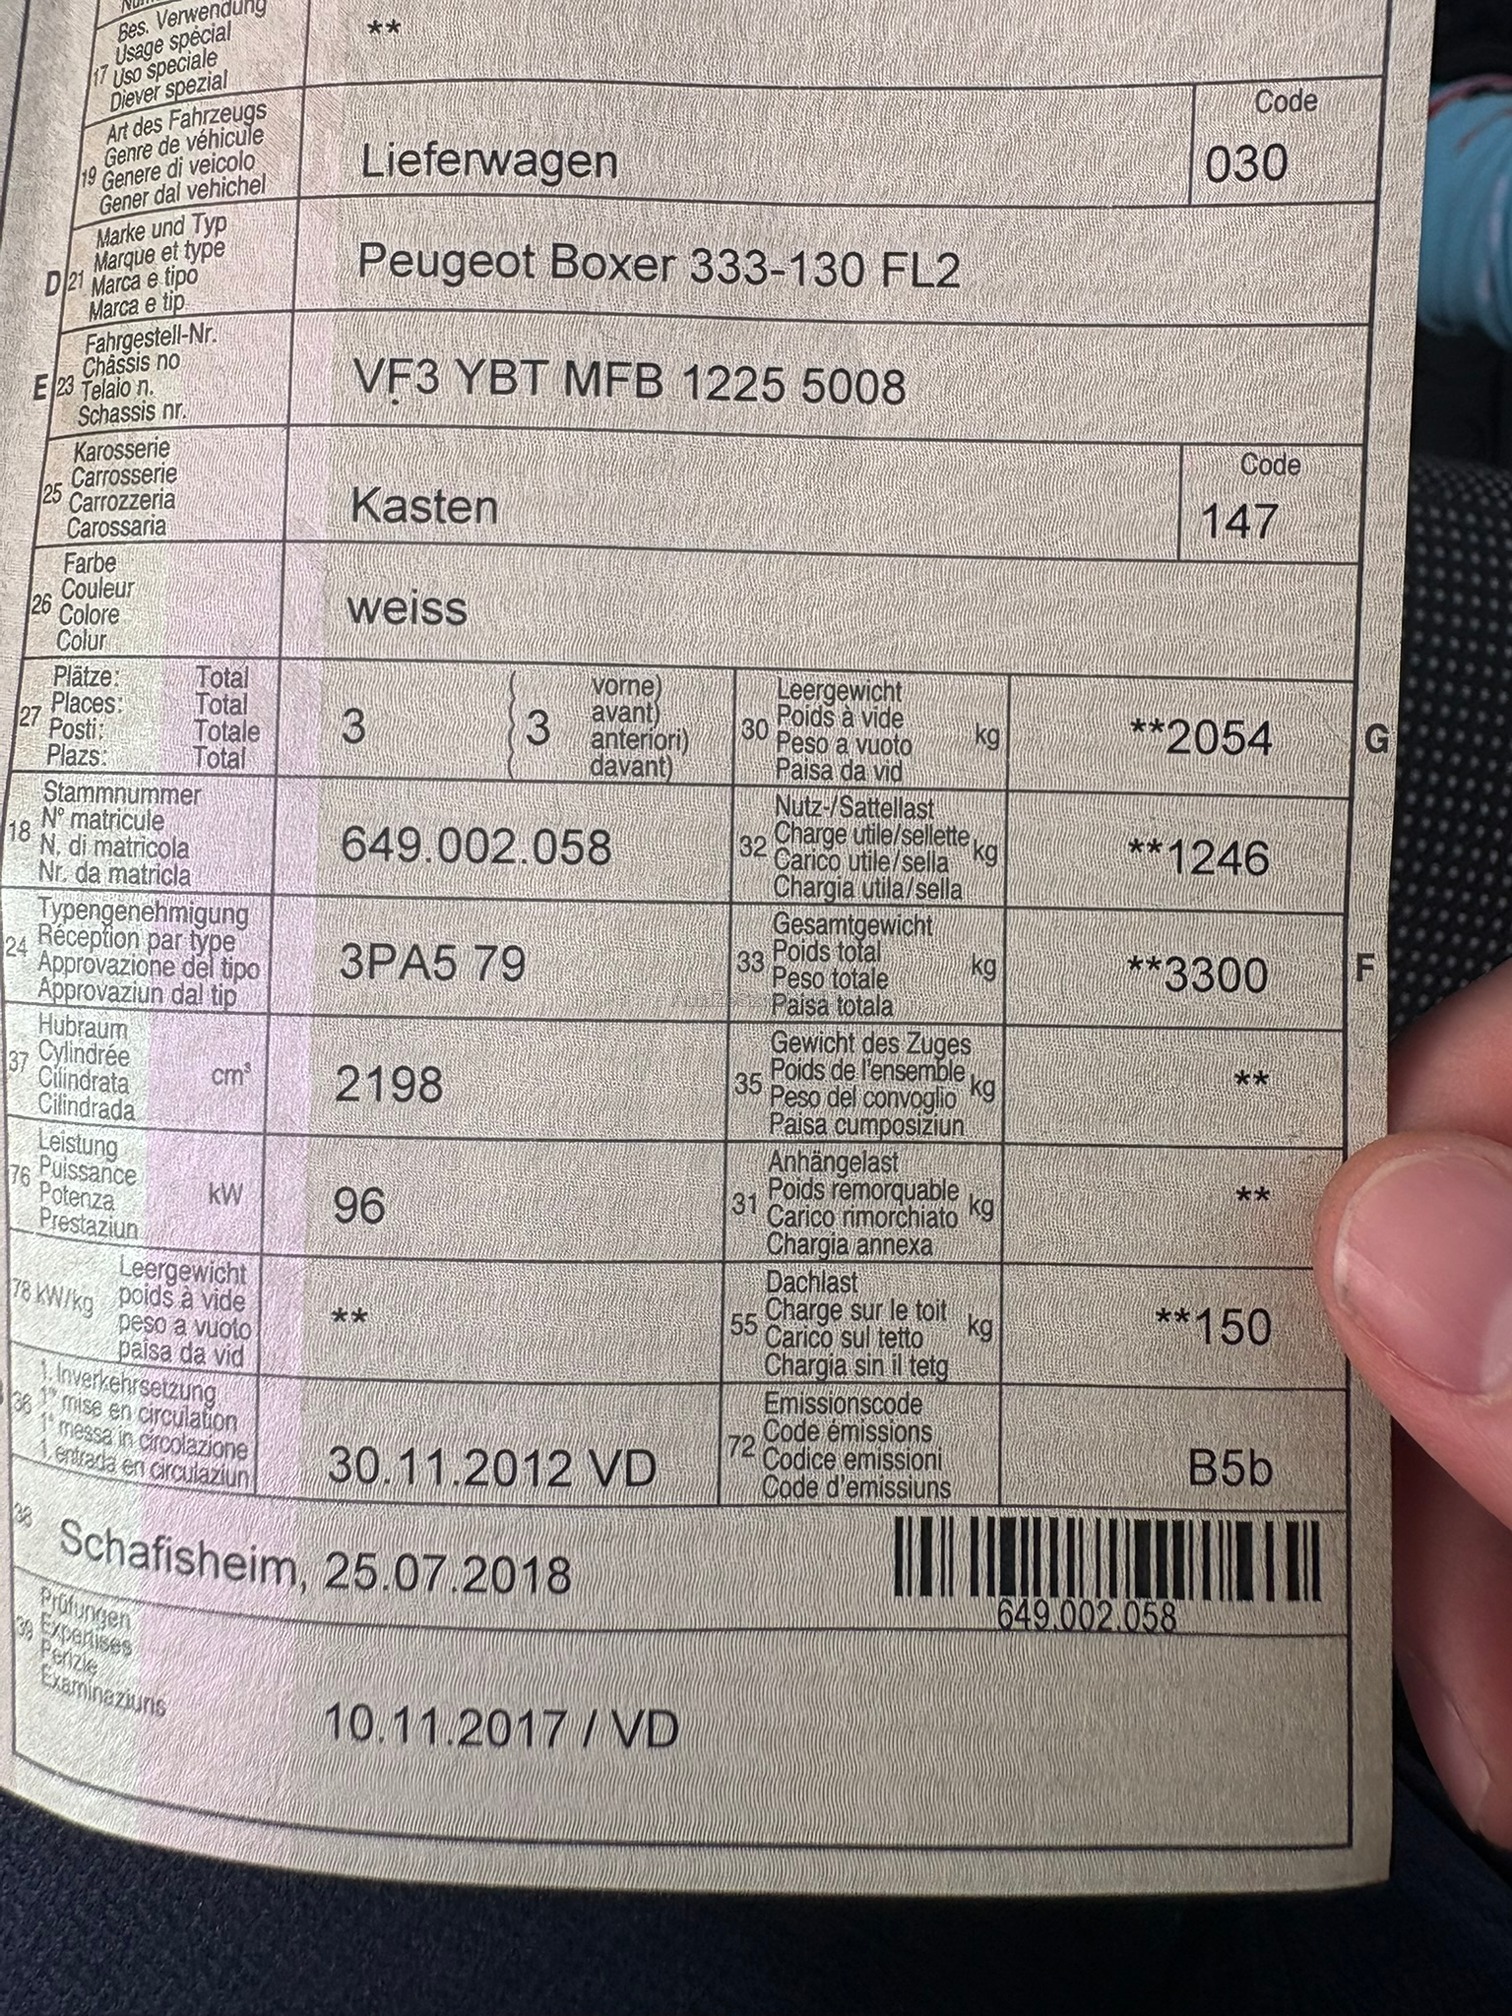 Bes. Verwendung
Usage spécial
17 Uso speciale
Diever spezial
**
Art des Fahrzeugs
Genre de véhicule
19 Genere di veicolo
Gener dal vehichel
Lieferwagen
Code
030
Marke und Typ
Marque et type
D 21 Marca e tipo
Marca e tip
Peugeot Boxer 333-130 FL2
Fahrgestell-Nr.
Châssis no
E 23 Telaio n.
Schassis nr.
VF3 YBT MFB 1225 5008
Karosserie
Carrosserie
25 Carrozzeria
Carossaria
Kasten
Code
147
Farbe
Couleur
26 Colore
Colur
weiss
Plätze: Total
Places: Total
27 Posti: Totale
Plazs: Total
3 ( 3
vorne)
avant)
anteriori)
davant)
Leergewicht
30 Poids à vide kg
Peso a vuoto
Paisa da vid
**2054
G
Stammnummer
18 N° matricule
N. di matricola
Nr. da matricla
649.002.058
Nutz-/Sattellast
32 Charge utile/sellette kg
Carico utile/sella
Chargia utila/sella
**1246
Typengenehmigung
24 Réception par type
Approvazione del tipo
Approvaziun dal tip
3PA5 79
Gesamtgewicht
33 Poids total kg
Peso totale
Paisa totala
**3300
F
Hubraum
37 Cylindrée cm³
Cilindrata
Cilindrada
2198
Gewicht des Zuges
35 Poids de l'ensemble kg
Peso del convoglio
Paisa cumposiziun
**
Leistung
76 Puissance kW
Potenza
Prestaziun
96
Anhängelast
31 Poids remorquable kg
Carico rimorchiato
Chargia annexa
**
Leergewicht
78 kW/kg poids à vide
peso a vuoto
paisa da vid
**
Dachlast
55 Charge sur le toit kg
Carico sul tetto
Chargia sin il tetg
**150
1. Inverkehrsetzung
36 1re mise en circulation
1a messa in circolazione
1. entrada en circulaziun
30.11.2012 VD
Emissionscode
72 Code émissions
Codice emissioni
Code d'emissiuns
B5b
38 Schafisheim, 25.07.2018
649.002.058
Prüfungen
39 Expertises
Perizie
Examinaziuns
10.11.2017 / VD